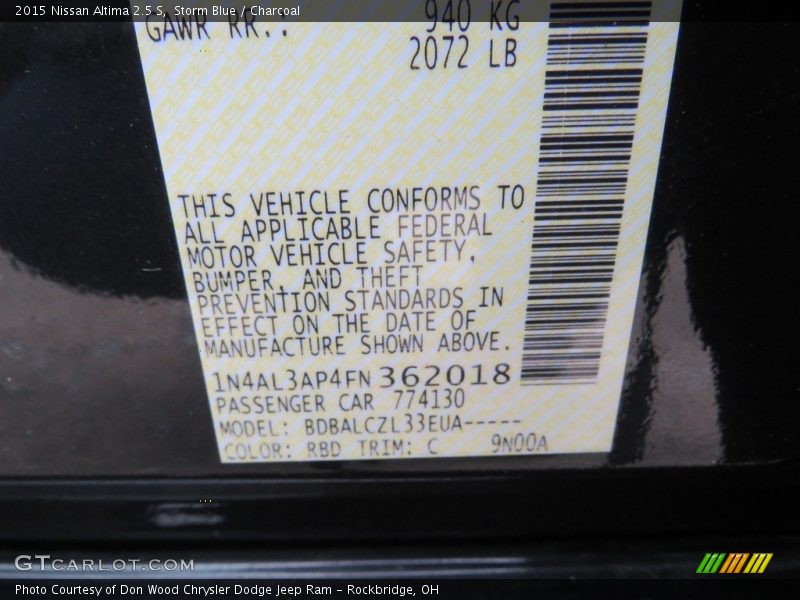 2015 Nissan Altima 2.5 S, Storm Blue / Charcoal
GAWR RR.: 940 KG
2072 LB
THIS VEHICLE CONFORMS TO
ALL APPLICABLE FEDERAL
MOTOR VEHICLE SAFETY,
BUMPER, AND THEFT
PREVENTION STANDARDS IN
EFFECT ON THE DATE OF
MANUFACTURE SHOWN ABOVE.
1N4AL3AP4FN362018
PASSENGER CAR 774130
MODEL: BDBALCZL33EUA-----
COLOR: RBD TRIM: C 9N00A
GTCARLOT.COM
Photo Courtesy of Don Wood Chrysler Dodge Jeep Ram - Rockbridge, OH